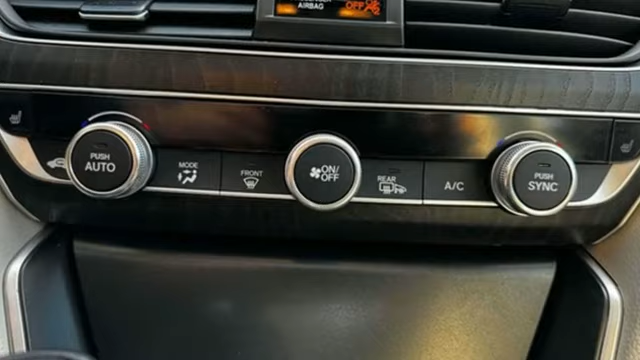 AIRBAG
OFF
PUSH
AUTO
MODE
FRONT
ON/
OFF
REAR
A/C
PUSH
SYNC